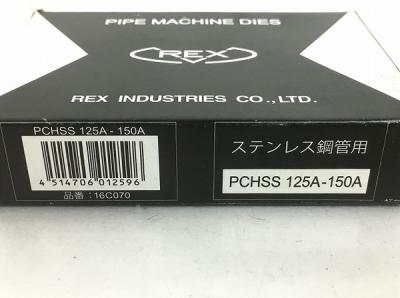 PIPE MACHINE DIES
REX
REX INDUSTRIES CO.,LTD.
PCHSS 125A - 150A
4 514706 012596
品番:16C070
ステンレス鋼管用
PCHSS 125A-150A